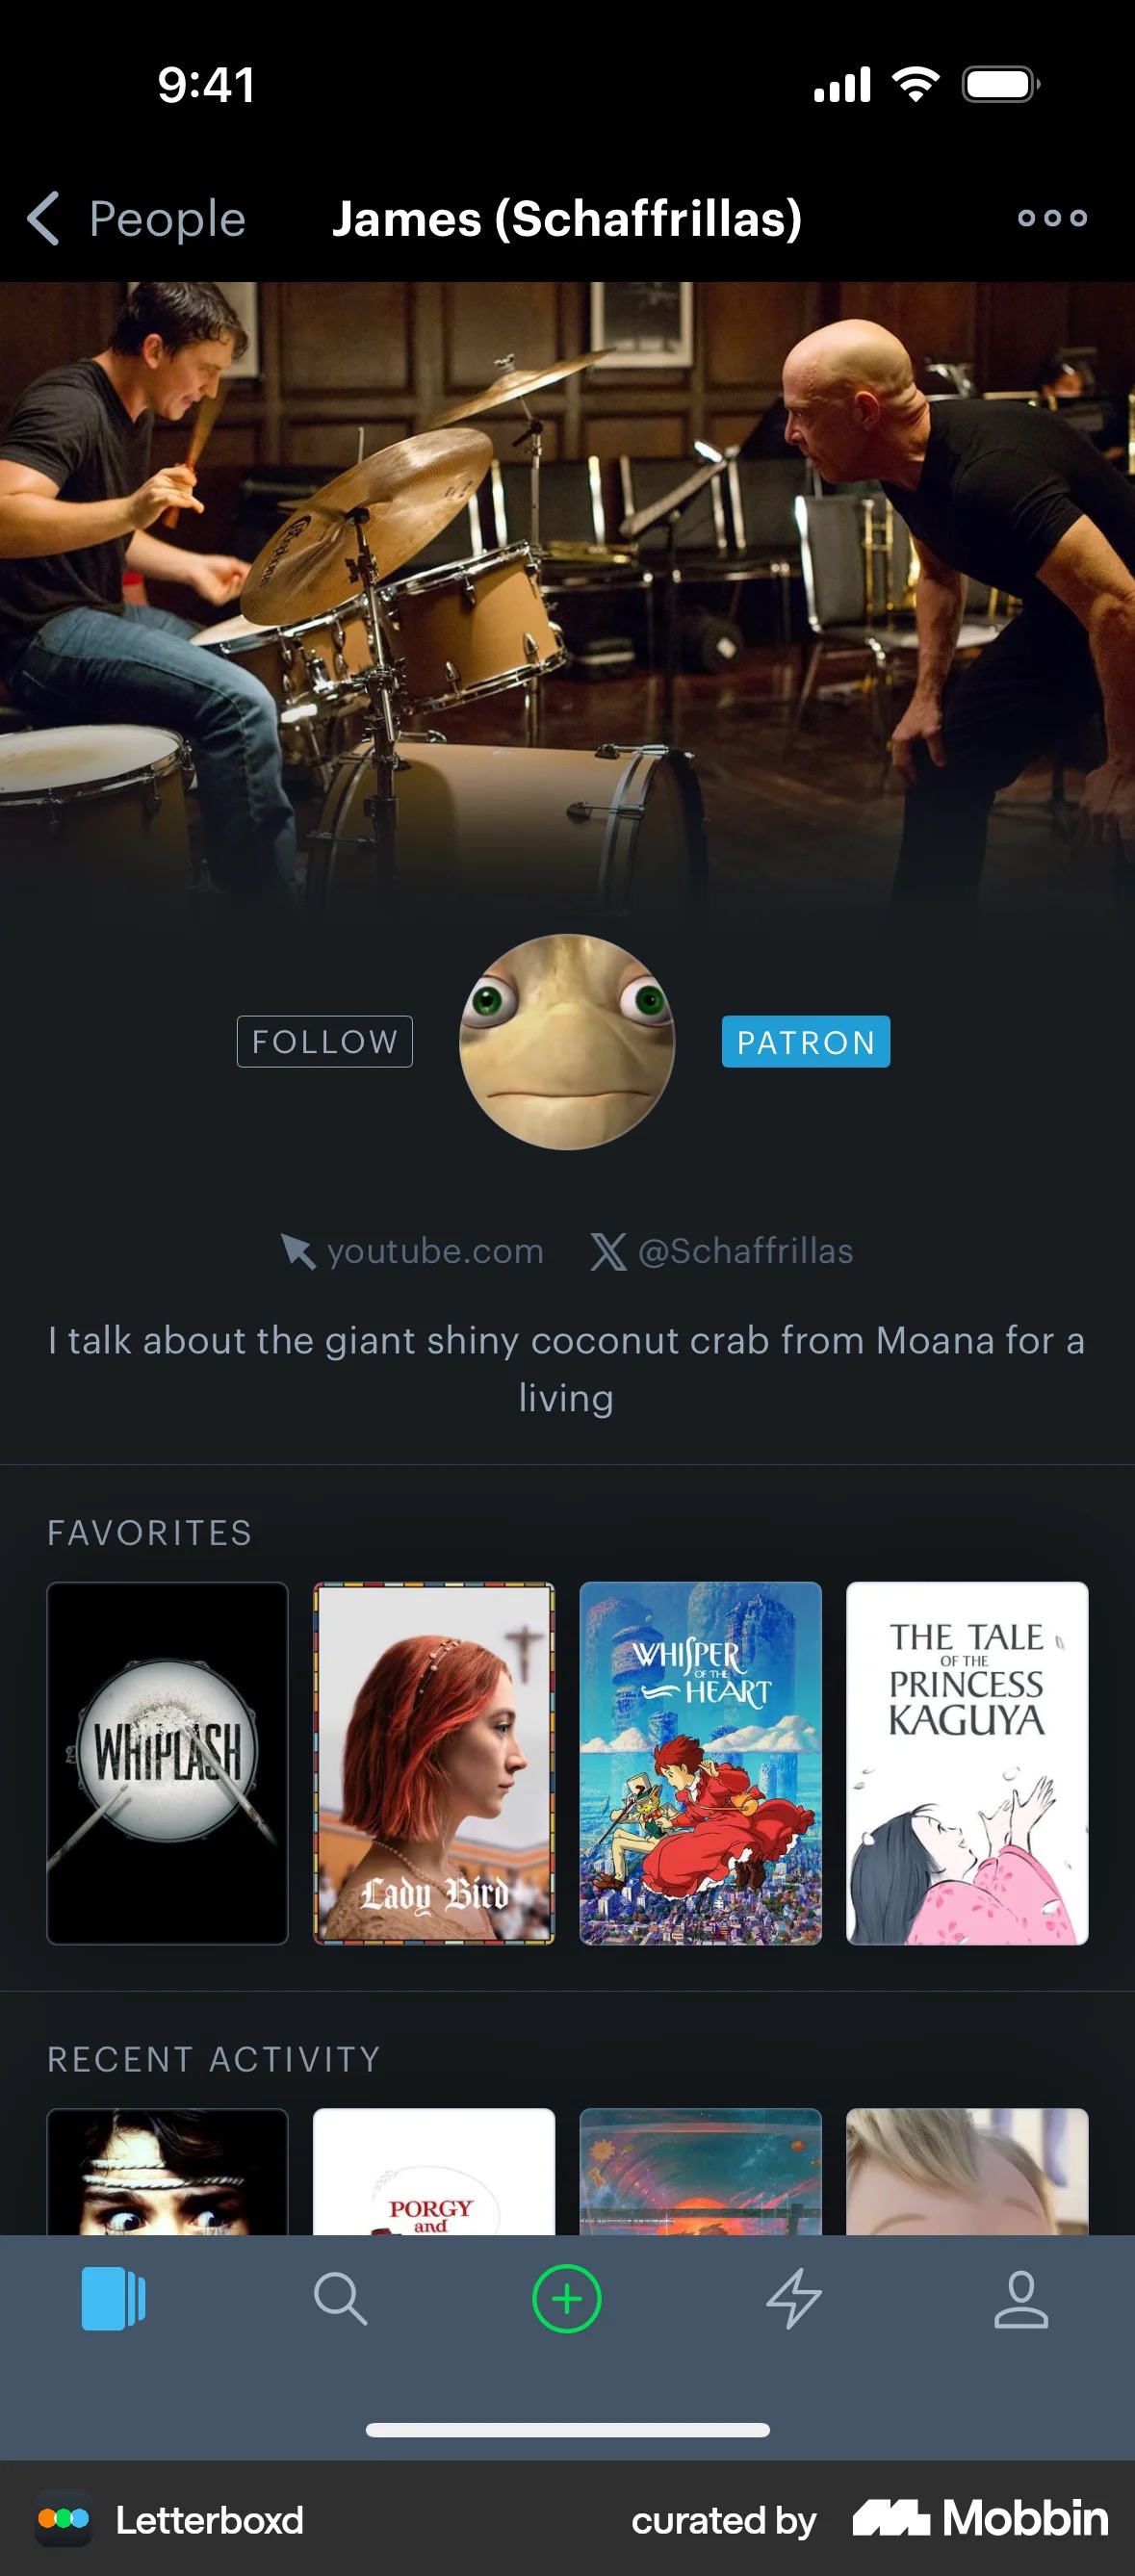 9:41
People
James (Schaffrillas)
FOLLOW
PATRON
youtube.com
@Schaffrillas
I talk about the giant shiny coconut crab from Moana for a
living
FAVORITES
WHIPLASH
Lady Bird
WHISPER
OF THE
HEART
THE TALE
OF THE
PRINCESS
KAGUYA
RECENT ACTIVITY
PORGY
and
Letterboxd
curated by
Mobbin